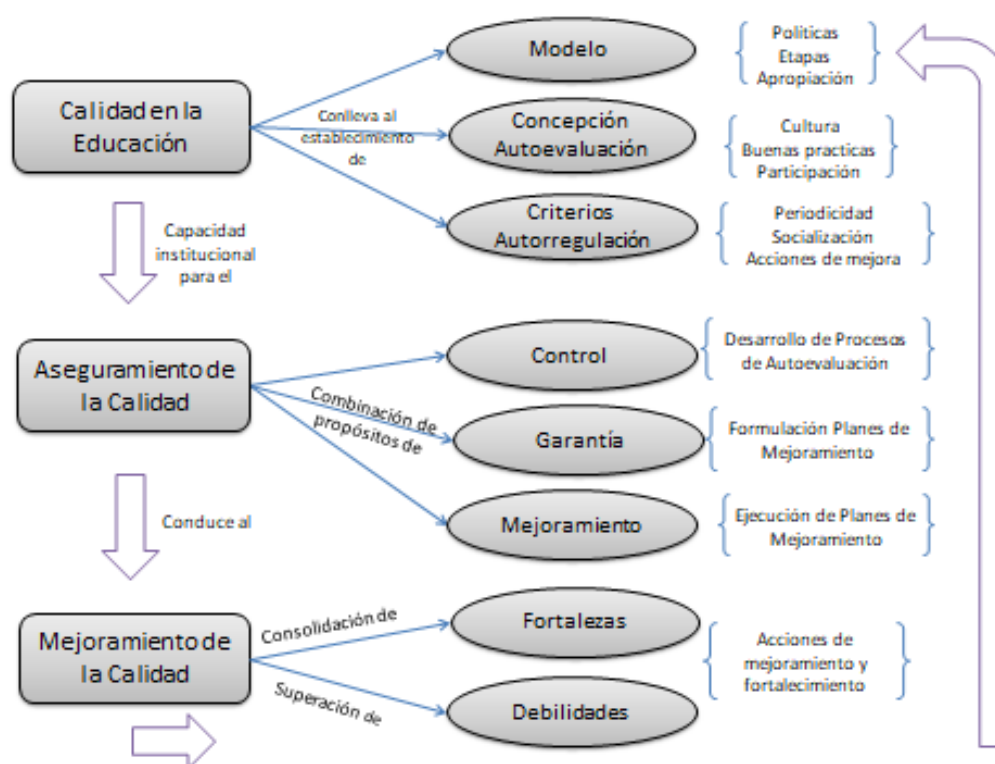 Calidad en la
Educación
Conlleva al
establecimiento
de
Modelo
Políticas
Etapas
Apropiación
Concepción
Autoevaluación
Cultura
Buenas practicas
Participación
Criterios
Autorregulación
Periodicidad
Socialización
Acciones de mejora
Capacidad
institucional
para el
Aseguramiento de
la Calidad
Combinación de
propósitos de
Control
Desarrollo de Procesos
de Autoevaluación
Garantía
Formulación Planes de
Mejoramiento
Mejoramiento
Ejecución de Planes de
Mejoramiento
Conduce al
Mejoramiento de
la Calidad
Consolidación de
Fortalezas
Superación de
Debilidades
Acciones de
mejoramiento y
fortalecimiento